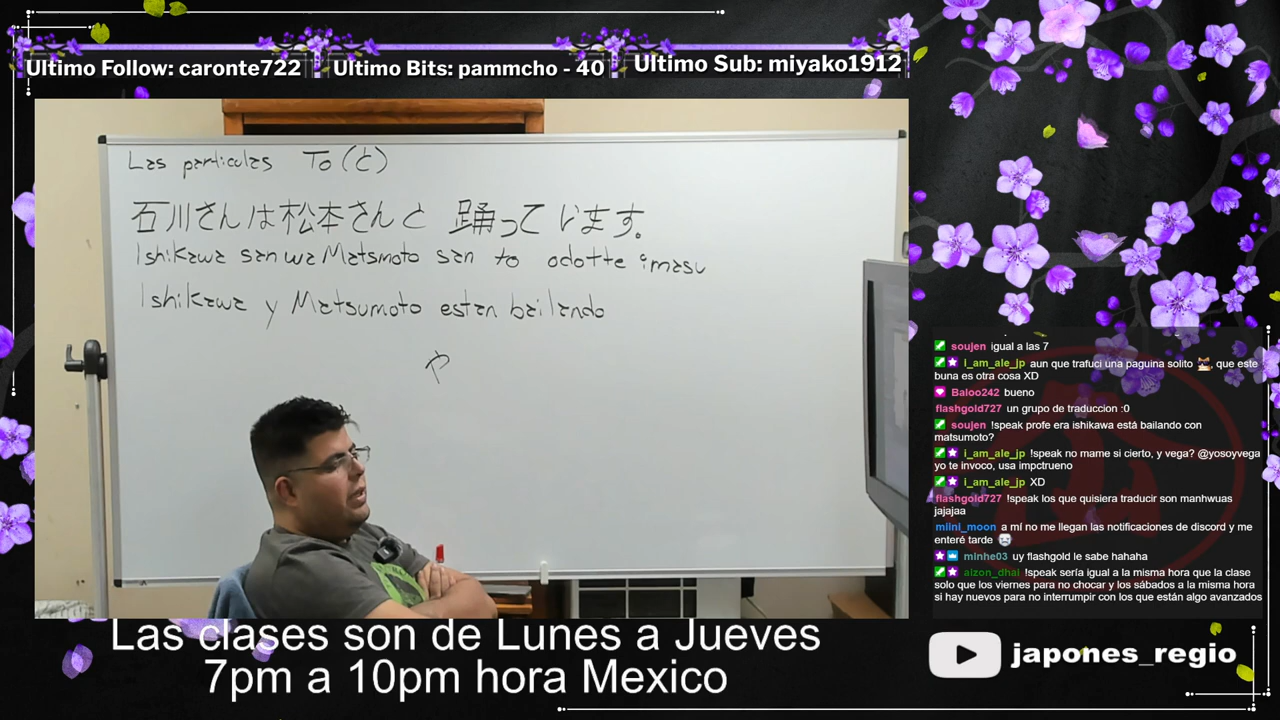 Ultimo Follow: caronte722
Ultimo Bits: pammcho - 40
Ultimo Sub: miyako1912
Las particulas To (と)
石川さんは松本さんと 踊っています。
Ishikawa san wa Matsmoto san to odotte imasu
Ishikawa y Matsumoto estan bailando
や
soujen igual a las 7
i_am_ale_jp aun que trafuci una paguina solito, que este
buna es otra cosa XD
Baloo242 bueno
flashgold727 un grupo de traduccion :0
soujen !speak profe era ishikawa está bailando con
matsumoto?
i_am_ale_jp !speak no mame si cierto, y vega? @yosoyvega
yo te invoco, usa impctrueno
i_am_ale_jp XD
flashgold727 !speak los que quisiera traducir son manhwuas
jajajaa
miini_moon a mí no me llegan las notificaciones de discord y me
enteré tarde
minhe03 uy flashgold le sabe hahaha
aizon_dhai !speak sería igual a la misma hora que la clase
solo que los viernes para no chocar y los sábados a la misma hora
si hay nuevos para no interrumpir con los que están algo avanzados
Las clases son de Lunes a Jueves
7pm a 10pm hora Mexico
japones_regio